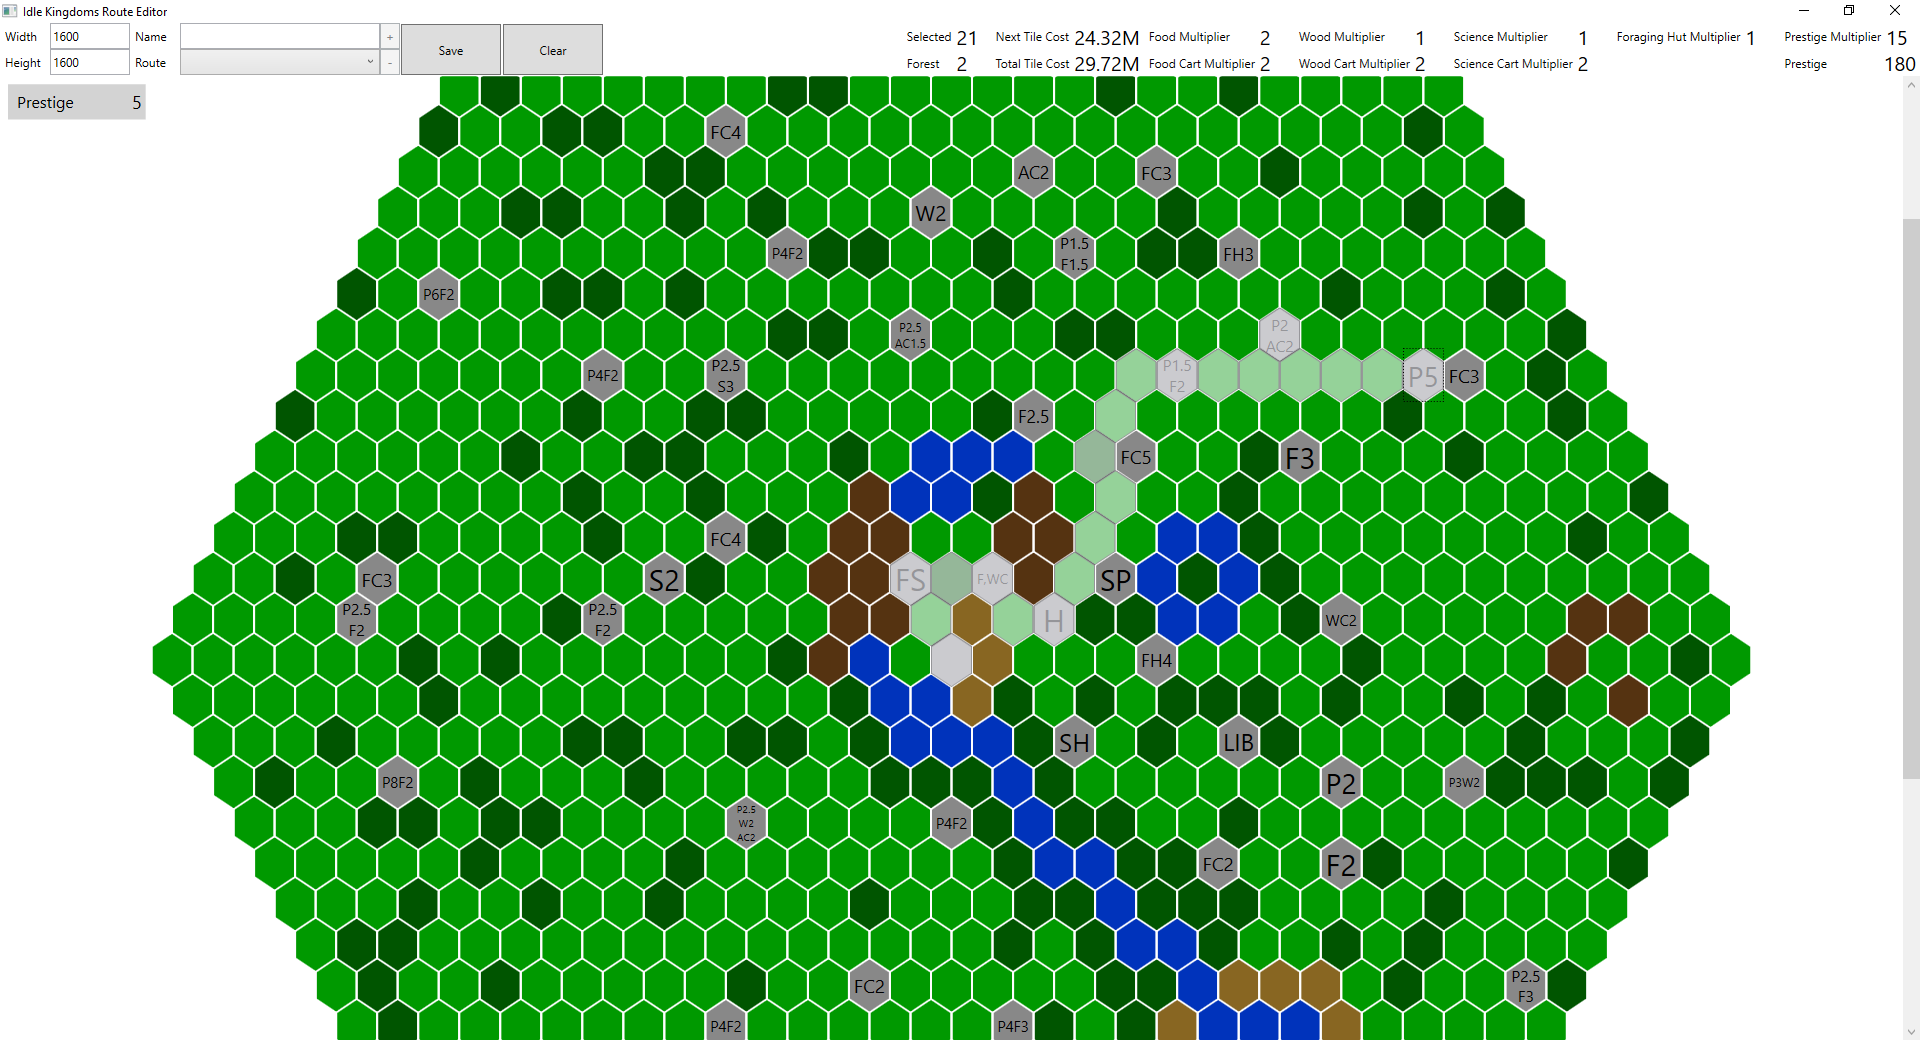 Idle Kingdoms Route Editor
Width 1600 Name + Save Clear Selected 21 Next Tile Cost 24.32M Food Multiplier 2 Wood Multiplier 1 Science Multiplier 1 Foraging Hut Multiplier 1 Prestige Multiplier 15
Height 1600 Route - Forest 2 Total Tile Cost 29.72M Food Cart Multiplier 2 Wood Cart Multiplier 2 Science Cart Multiplier 2 Prestige 180
Prestige 5
FC4
AC2 FC3
W2
P4F2 P1.5 FH3
F1.5
P6F2
P2.5 P2
AC1.5 AC2
P4F2 P2.5 P1.5 P5 FC3
S3 F2
F2.5
FC5 F3
FC4
FC3 S2 FS F,WC SP
P2.5 P2.5 H WC2
F2 F2
FH4
SH LIB
P8F2 P2 P3W2
P2.5
W2 P4F2
AC2
FC2 F2
FC2 P2.5
F3
P4F2 P4F3